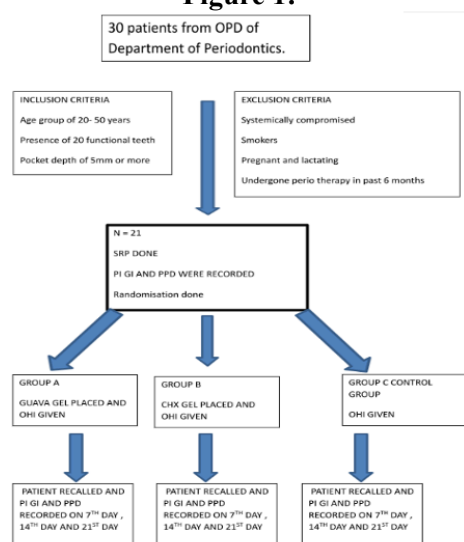 Figure 1.
30 patients from OPD of
Department of Periodontics.
INCLUSION CRITERIA
Age group of 20- 50 years
Presence of 20 functional teeth
Pocket depth of 5mm or more
EXCLUSION CRITERIA
Systemically compromised
Smokers
Pregnant and lactating
Undergone perio therapy in past 6 months
N = 21
SRP DONE
PI GI AND PPD WERE RECORDED
Randomisation done
GROUP A
GUAVA GEL PLACED AND
OHI GIVEN
GROUP B
CHX GEL PLACED AND
OHI GIVEN
GROUP C CONTROL
GROUP
OHI GIVEN
PATIENT RECALLED AND
PI GI AND PPD
RECORDED ON 7TH DAY ,
14TH DAY AND 21ST DAY
PATIENT RECALLED AND
PI GI AND PPD
RECORDED ON 7TH DAY ,
14TH DAY AND 21ST DAY
PATIENT RECALLED AND
PI GI AND PPD
RECORDED ON 7TH DAY ,
14TH DAY AND 21ST DAY